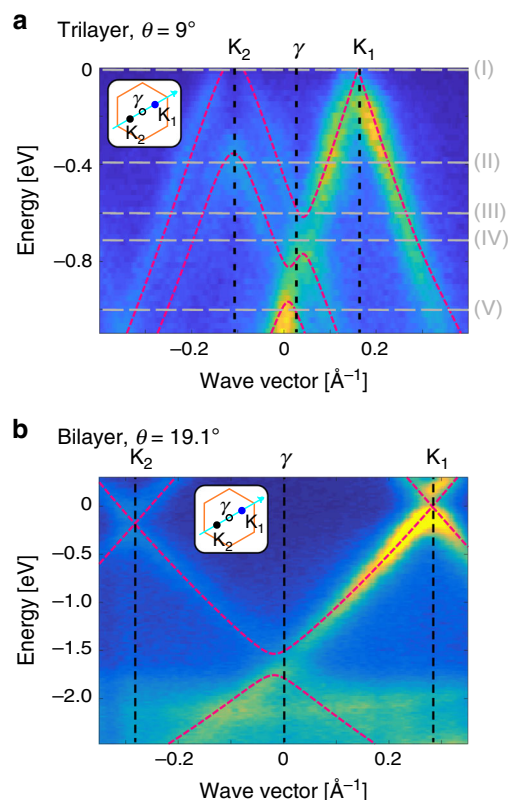 a Trilayer, θ = 9°
K₂ γ K₁
0 (I)
γ
K₁
K₂
−0.4 (II)
(III)
(IV)
−0.8
(V)
Energy [eV]
−0.2 0 0.2
Wave vector [Å⁻¹]
b Bilayer, θ = 19.1°
K₂ γ K₁
0
γ
K₁
K₂
−0.5
−1.0
−1.5
−2.0
Energy [eV]
−0.2 0 0.2
Wave vector [Å⁻¹]